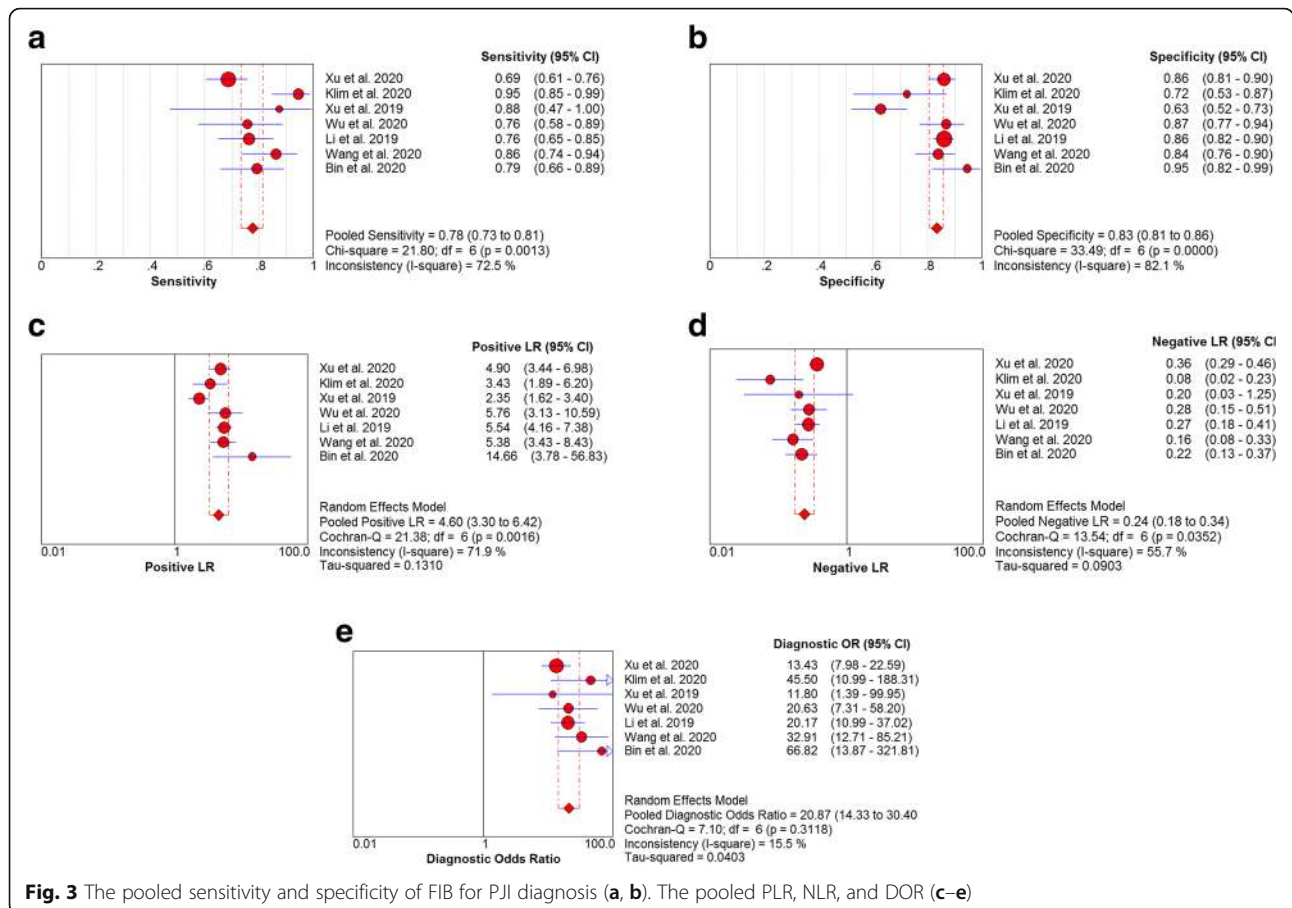 a
Sensitivity (95% CI)
Xu et al. 2020 0.69 (0.61 - 0.76)
Klim et al. 2020 0.95 (0.85 - 0.99)
Xu et al. 2019 0.88 (0.47 - 1.00)
Wu et al. 2020 0.76 (0.58 - 0.89)
Li et al. 2019 0.76 (0.65 - 0.85)
Wang et al. 2020 0.86 (0.74 - 0.94)
Bin et al. 2020 0.79 (0.66 - 0.89)
Pooled Sensitivity = 0.78 (0.73 to 0.81)
Chi-square = 21.80; df = 6 (p = 0.0013)
Inconsistency (I-square) = 72.5 %
0 .2 .4 .6 .8 1
Sensitivity
b
Specificity (95% CI)
Xu et al. 2020 0.86 (0.81 - 0.90)
Klim et al. 2020 0.72 (0.53 - 0.87)
Xu et al. 2019 0.63 (0.52 - 0.73)
Wu et al. 2020 0.87 (0.77 - 0.94)
Li et al. 2019 0.86 (0.82 - 0.90)
Wang et al. 2020 0.84 (0.76 - 0.90)
Bin et al. 2020 0.95 (0.82 - 0.99)
Pooled Specificity = 0.83 (0.81 to 0.86)
Chi-square = 33.49; df = 6 (p = 0.0000)
Inconsistency (I-square) = 82.1 %
0 .2 .4 .6 .8 1
Specificity
c
Positive LR (95% CI)
Xu et al. 2020 4.90 (3.44 - 6.98)
Klim et al. 2020 3.43 (1.89 - 6.20)
Xu et al. 2019 2.35 (1.62 - 3.40)
Wu et al. 2020 5.76 (3.13 - 10.59)
Li et al. 2019 5.54 (4.16 - 7.38)
Wang et al. 2020 5.38 (3.43 - 8.43)
Bin et al. 2020 14.66 (3.78 - 56.83)
Random Effects Model
Pooled Positive LR = 4.60 (3.30 to 6.42)
Cochran-Q = 21.38; df = 6 (p = 0.0016)
Inconsistency (I-square) = 71.9 %
Tau-squared = 0.1310
0.01 1 100.0
Positive LR
d
Negative LR (95% CI
Xu et al. 2020 0.36 (0.29 - 0.46)
Klim et al. 2020 0.08 (0.02 - 0.23)
Xu et al. 2019 0.20 (0.03 - 1.25)
Wu et al. 2020 0.28 (0.15 - 0.51)
Li et al. 2019 0.27 (0.18 - 0.41)
Wang et al. 2020 0.16 (0.08 - 0.33)
Bin et al. 2020 0.22 (0.13 - 0.37)
Random Effects Model
Pooled Negative LR = 0.24 (0.18 to 0.34)
Cochran-Q = 13.54; df = 6 (p = 0.0352)
Inconsistency (I-square) = 55.7 %
Tau-squared = 0.0903
0.01 1 100.0
Negative LR
e
Diagnostic OR (95% CI)
Xu et al. 2020 13.43 (7.98 - 22.59)
Klim et al. 2020 45.50 (10.99 - 188.31)
Xu et al. 2019 11.80 (1.39 - 99.95)
Wu et al. 2020 20.63 (7.31 - 58.20)
Li et al. 2019 20.17 (10.99 - 37.02)
Wang et al. 2020 32.91 (12.71 - 85.21)
Bin et al. 2020 66.82 (13.87 - 321.81)
Random Effects Model
Pooled Diagnostic Odds Ratio = 20.87 (14.33 to 30.40
Cochran-Q = 7.10; df = 6 (p = 0.3118)
Inconsistency (I-square) = 15.5 %
Tau-squared = 0.0403
0.01 1 100.0
Diagnostic Odds Ratio
Fig. 3 The pooled sensitivity and specificity of FIB for PJI diagnosis (a, b). The pooled PLR, NLR, and DOR (c–e)